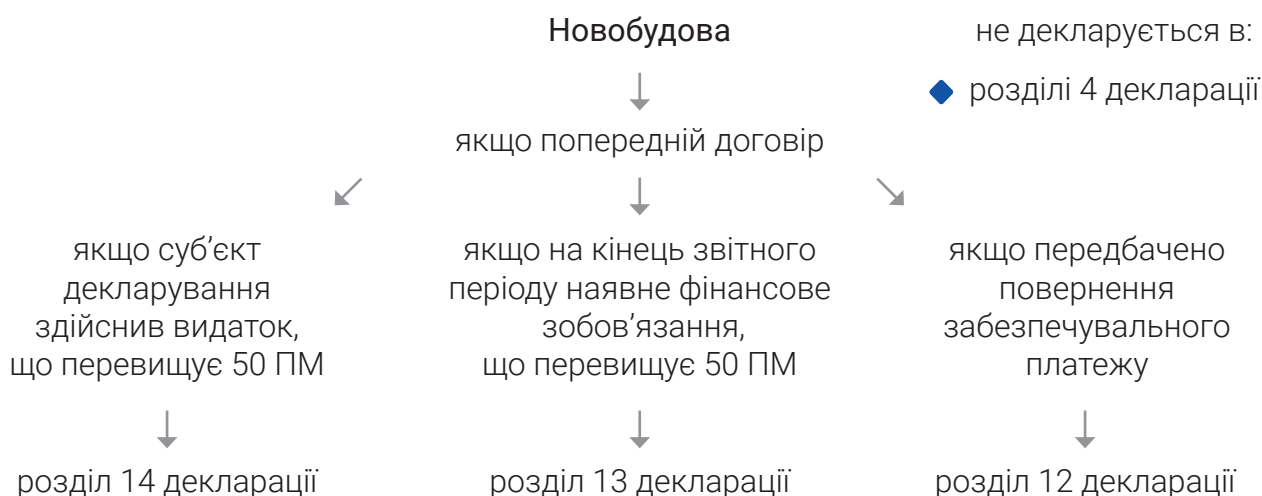 Новобудова
не декларується в:
розділі 4 декларації
якщо попередній договір
якщо суб’єкт
декларування
здійснив видаток,
що перевищує 50 ПМ
якщо на кінець звітного
періоду наявне фінансове
зобов’язання,
що перевищує 50 ПМ
якщо передбачено
повернення
забезпечувального
платежу
розділ 14 декларації
розділ 13 декларації
розділ 12 декларації